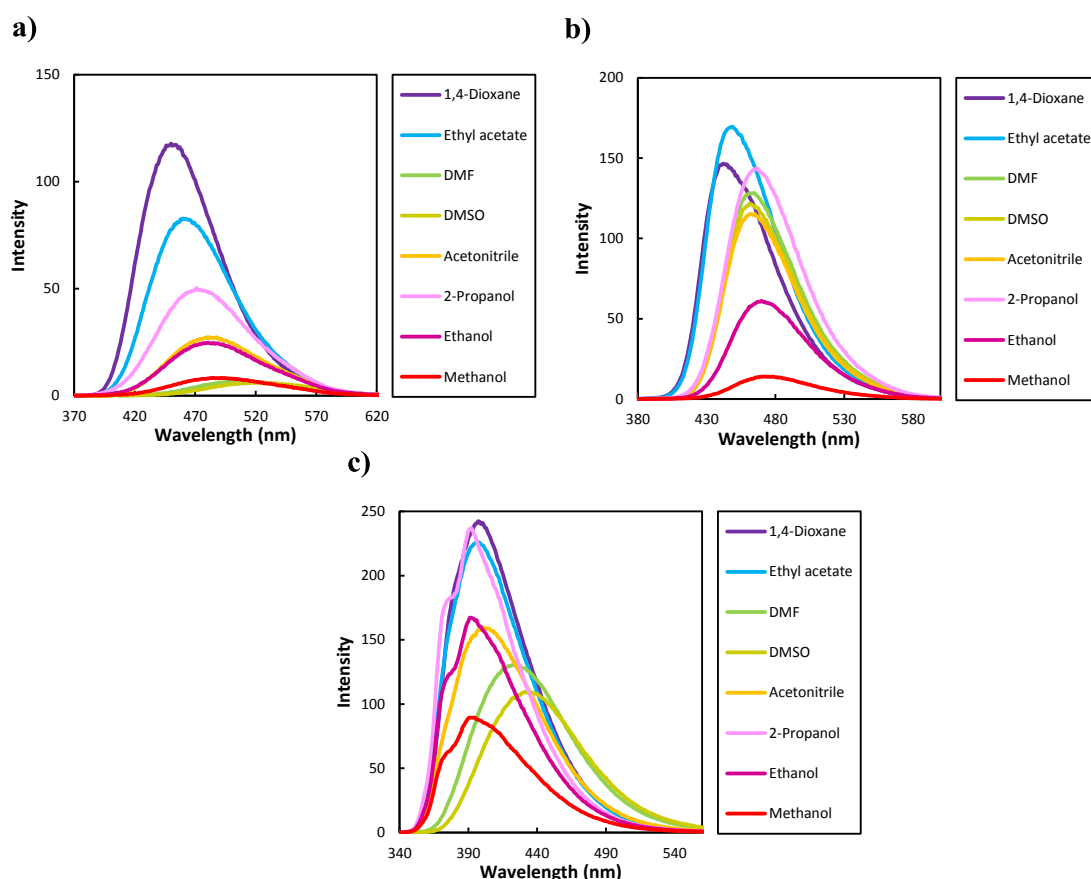 a)
150
100
50
0
370
420
470
520
570
620
Intensity
Wavelength (nm)
1,4-Dioxane
Ethyl acetate
DMF
DMSO
Acetonitrile
2-Propanol
Ethanol
Methanol
b)
200
150
100
50
0
380
430
480
530
580
Intensity
Wavelength (nm)
1,4-Dioxane
Ethyl acetate
DMF
DMSO
Acetonitrile
2-Propanol
Ethanol
Methanol
c)
250
200
150
100
50
0
340
390
440
490
540
Intensity
Wavelength (nm)
1,4-Dioxane
Ethyl acetate
DMF
DMSO
Acetonitrile
2-Propanol
Ethanol
Methanol